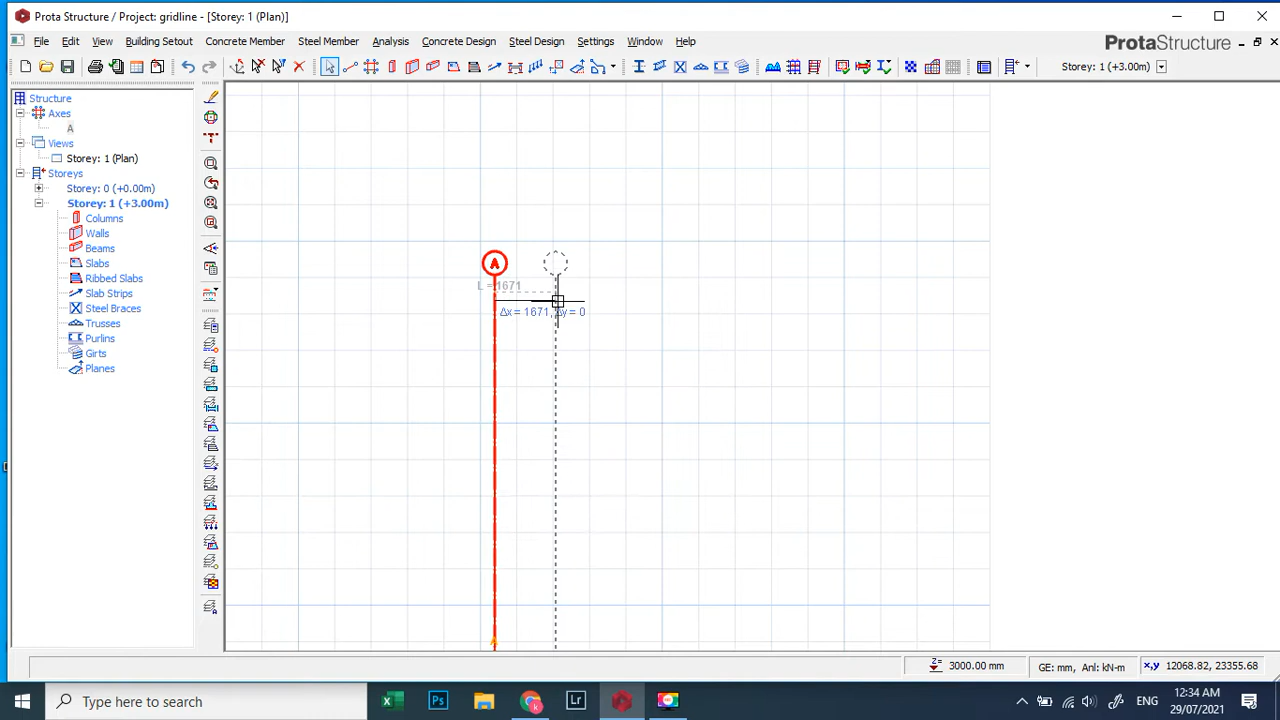 Prota Structure / Project: gridline - [Storey: 1 (Plan)]
File Edit View Building Setout Concrete Member Steel Member Analysis Concrete Design Steel Design Settings Window Help
ProtaStructure
Storey: 1 (+3.00m)
Structure
Axes
A
Views
Storey: 1 (Plan)
Storeys
Storey: 0 (+0.00m)
Storey: 1 (+3.00m)
Columns
Walls
Beams
Slabs
Ribbed Slabs
Slab Strips
Steel Braces
Trusses
Purlins
Girts
Planes
A
L = 1671
Δx = 1671, Δy = 0
Z= 3000.00 mm
GE: mm, Anl: kN-m
x,y 12068.82, 23355.68
Type here to search
Ps
Lr
ENG
12:34 AM
29/07/2021